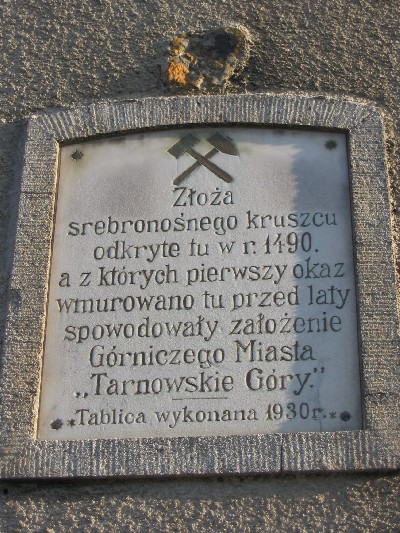 Złoża
srebronośnego kruszcu
odkryte tu w r. 1490.
a z których pierwszy okaz
wmurowano tu przed laty
spowodowały założenie
Górniczego Miasta
„Tarnowskie Góry."
*Tablica wykonana 1930r.*